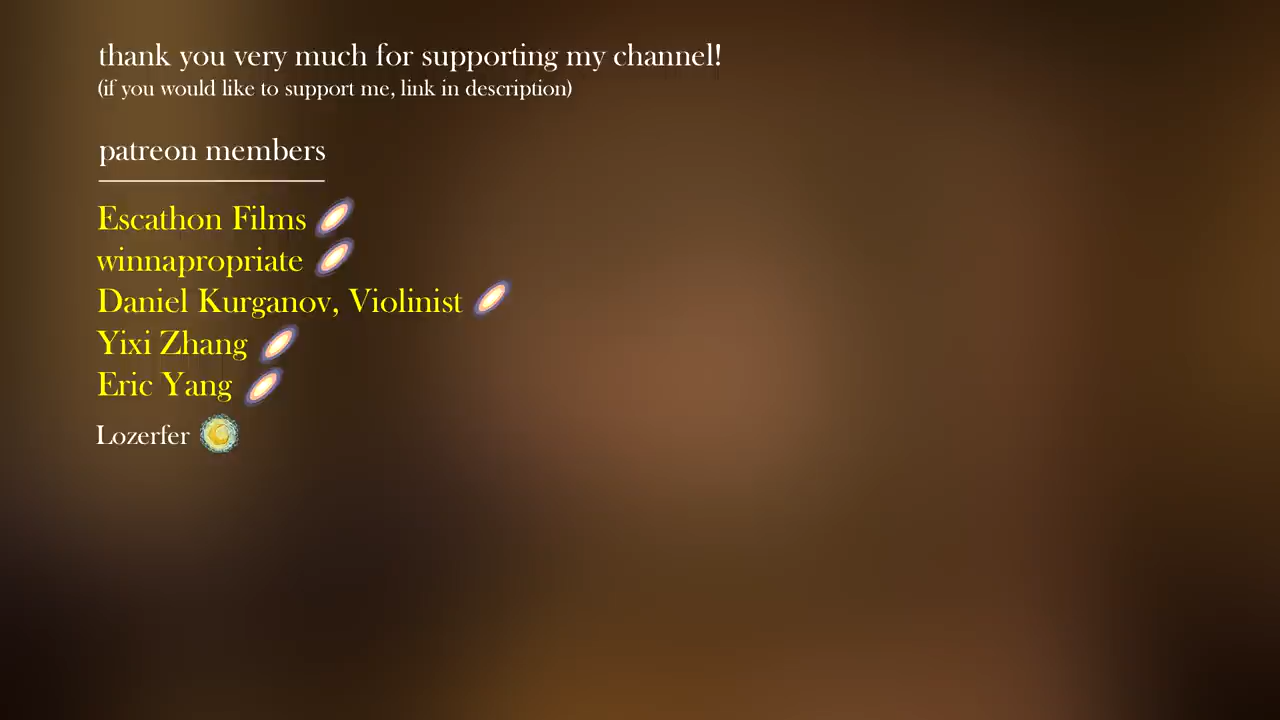 thank you very much for supporting my channel!
(if you would like to support me, link in description)
patreon members
Escathon Films
winnapropriate
Daniel Kurganov, Violinist
Yixi Zhang
Eric Yang
Lozerfer